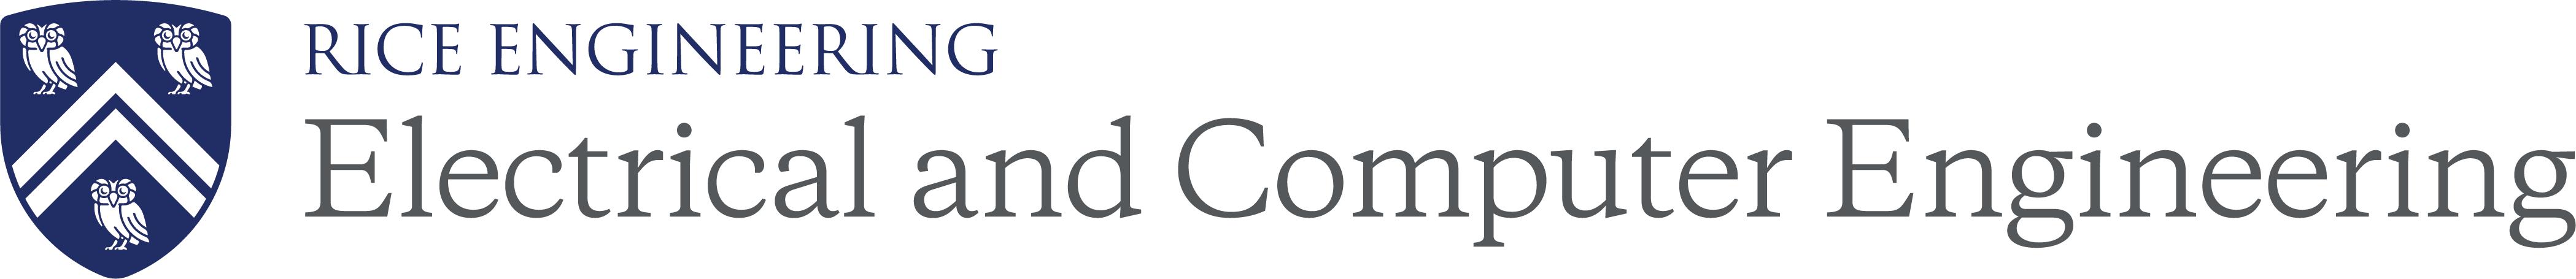 RICE ENGINEERING
Electrical and Computer Engineering